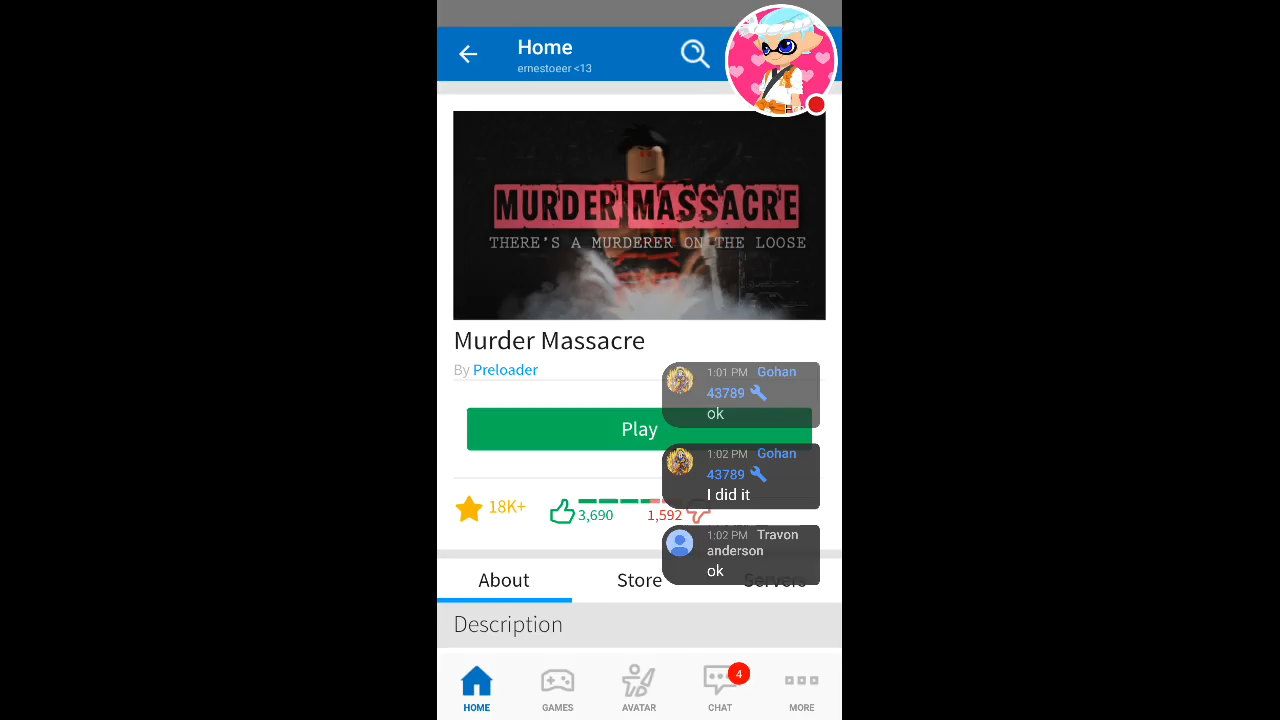 Home
ernestoeer <13
MURDER MASSACRE
THERE'S A MURDERER ON THE LOOSE
Murder Massacre
By Preloader
1:01 PM Gohan
43789
ok
Play
1:02 PM Gohan
43789
I did it
18K+
3,690
1,592
1:02 PM Travon
anderson
ok
About
Store
Servers
Description
HOME
GAMES
AVATAR
4
CHAT
MORE